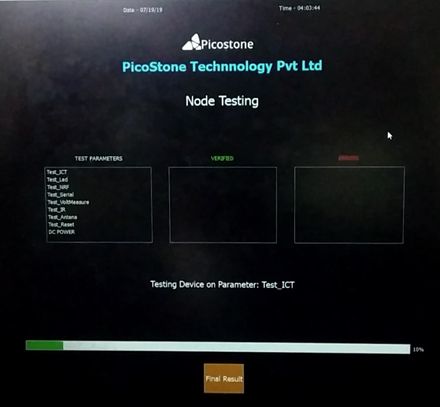 Date - 07/19/19
Time - 04:03:44
Picostone
PicoStone Technnology Pvt Ltd
Node Testing
TEST PARAMETERS
VERIFIED
ERRORS
Test_ICT
Test_Led
Test_NRF
Test_Serial
Test_VoltMeasure
Test_IR
Test_Antena
Test_Reset
DC POWER
Testing Device on Parameter: Test_ICT
10%
Final Result